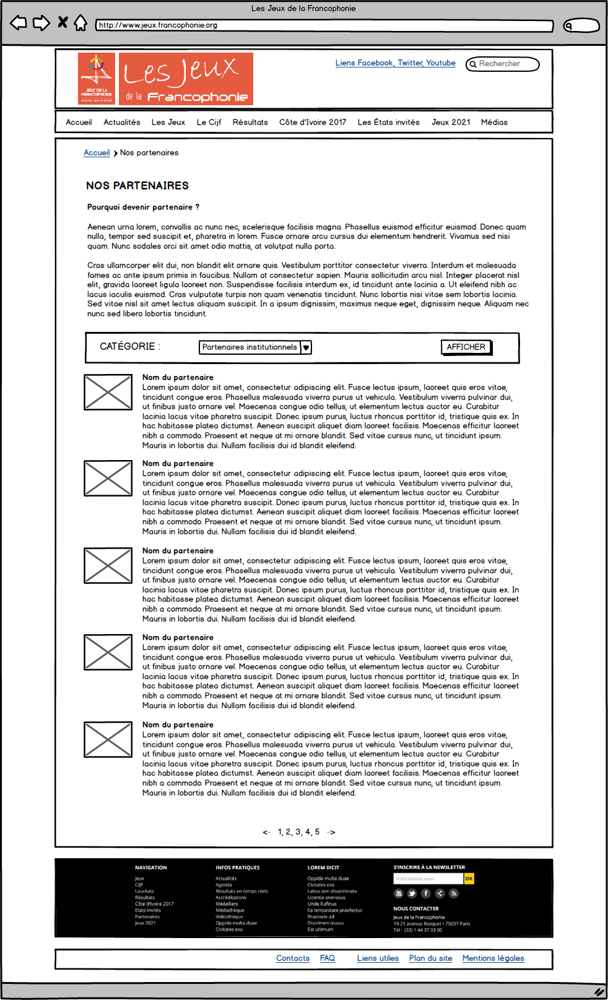 Les Jeux de la Francophonie
http://www.jeux.francophonie.org
JEUX DE LA
FRANCOPHONIE
Les Jeux
de la Francophonie
Liens Facebook, Twitter, Youtube
Rechercher
Accueil Actualités Les Jeux Le Cijf Résultats Côte d'Ivoire 2017 Les États invités Jeux 2021 Médias
Accueil > Nos partenaires
NOS PARTENAIRES
Pourquoi devenir partenaire ?
Aenean urna lorem, convallis ac nunc nec, scelerisque facilisis magna. Phasellus euismod efficitur euismod. Donec quam
nulla, tempor sed suscipit et, pharetra in lorem. Fusce ornare arcu cursus dui elementum hendrerit. Vivamus sed nisi
quam. Nunc sodales orci sit amet odio mattis, at volutpat nulla porta.
Cras ullamcorper elit dui, non blandit elit ornare quis. Vestibulum porttitor consectetur viverra. Interdum et malesuada
fames ac ante ipsum primis in faucibus. Nullam at consectetur sapien. Mauris sollicitudin arcu nisl. Integer placerat nisl
elit, gravida laoreet ligula laoreet non. Suspendisse facilisis interdum ex, id tincidunt ante lacinia a. Ut eleifend nibh ac
lacus iaculis euismod. Cras vulputate turpis non quam venenatis tincidunt. Nunc lobortis nisi vitae sem lobortis lacinia.
Sed vitae nisl sit amet lectus aliquam suscipit. In a ipsum dignissim, maximus neque eget, dignissim neque. Aliquam nec
nunc sed libero lobortis tincidunt.
CATÉGORIE : Partenaires institutionnels AFFICHER
Nom du partenaire
Lorem ipsum dolor sit amet, consectetur adipiscing elit. Fusce lectus ipsum, laoreet quis eros vitae,
tincidunt congue eros. Phasellus malesuada viverra purus ut vehicula. Vestibulum viverra pulvinar dui,
ut finibus justo ornare vel. Maecenas congue odio tellus, ut elementum lectus auctor eu. Curabitur
lacinia lacus vitae pharetra suscipit. Donec ipsum purus, luctus rhoncus porttitor id, tristique quis ex. In
hac habitasse platea dictumst. Aenean suscipit aliquet diam laoreet facilisis. Maecenas efficitur laoreet
nibh a commodo. Praesent et neque at mi ornare blandit. Sed vitae cursus nunc, ut tincidunt ipsum.
Mauris in lobortis dui. Nullam facilisis dui id blandit eleifend.
Nom du partenaire
Lorem ipsum dolor sit amet, consectetur adipiscing elit. Fusce lectus ipsum, laoreet quis eros vitae,
tincidunt congue eros. Phasellus malesuada viverra purus ut vehicula. Vestibulum viverra pulvinar dui,
ut finibus justo ornare vel. Maecenas congue odio tellus, ut elementum lectus auctor eu. Curabitur
lacinia lacus vitae pharetra suscipit. Donec ipsum purus, luctus rhoncus porttitor id, tristique quis ex. In
hac habitasse platea dictumst. Aenean suscipit aliquet diam laoreet facilisis. Maecenas efficitur laoreet
nibh a commodo. Praesent et neque at mi ornare blandit. Sed vitae cursus nunc, ut tincidunt ipsum.
Mauris in lobortis dui. Nullam facilisis dui id blandit eleifend.
Nom du partenaire
Lorem ipsum dolor sit amet, consectetur adipiscing elit. Fusce lectus ipsum, laoreet quis eros vitae,
tincidunt congue eros. Phasellus malesuada viverra purus ut vehicula. Vestibulum viverra pulvinar dui,
ut finibus justo ornare vel. Maecenas congue odio tellus, ut elementum lectus auctor eu. Curabitur
lacinia lacus vitae pharetra suscipit. Donec ipsum purus, luctus rhoncus porttitor id, tristique quis ex. In
hac habitasse platea dictumst. Aenean suscipit aliquet diam laoreet facilisis. Maecenas efficitur laoreet
nibh a commodo. Praesent et neque at mi ornare blandit. Sed vitae cursus nunc, ut tincidunt ipsum.
Mauris in lobortis dui. Nullam facilisis dui id blandit eleifend.
Nom du partenaire
Lorem ipsum dolor sit amet, consectetur adipiscing elit. Fusce lectus ipsum, laoreet quis eros vitae,
tincidunt congue eros. Phasellus malesuada viverra purus ut vehicula. Vestibulum viverra pulvinar dui,
ut finibus justo ornare vel. Maecenas congue odio tellus, ut elementum lectus auctor eu. Curabitur
lacinia lacus vitae pharetra suscipit. Donec ipsum purus, luctus rhoncus porttitor id, tristique quis ex. In
hac habitasse platea dictumst. Aenean suscipit aliquet diam laoreet facilisis. Maecenas efficitur laoreet
nibh a commodo. Praesent et neque at mi ornare blandit. Sed vitae cursus nunc, ut tincidunt ipsum.
Mauris in lobortis dui. Nullam facilisis dui id blandit eleifend.
Nom du partenaire
Lorem ipsum dolor sit amet, consectetur adipiscing elit. Fusce lectus ipsum, laoreet quis eros vitae,
tincidunt congue eros. Phasellus malesuada viverra purus ut vehicula. Vestibulum viverra pulvinar dui,
ut finibus justo ornare vel. Maecenas congue odio tellus, ut elementum lectus auctor eu. Curabitur
lacinia lacus vitae pharetra suscipit. Donec ipsum purus, luctus rhoncus porttitor id, tristique quis ex. In
hac habitasse platea dictumst. Aenean suscipit aliquet diam laoreet facilisis. Maecenas efficitur laoreet
nibh a commodo. Praesent et neque at mi ornare blandit. Sed vitae cursus nunc, ut tincidunt ipsum.
Mauris in lobortis dui. Nullam facilisis dui id blandit eleifend.
<- 1, 2, 3, 4, 5 ->
NAVIGATION
Jeux
CIJF
Lauréats
Résultats
Côte d'Ivoire 2017
Etats invités
Partenaires
Jeux 2021
INFOS PRATIQUES
Actualités
Agenda
Résultats en temps réels
Accréditations
Médaillers
Médiathèque
Vidéothèque
Oppida multa duae
Civitates exo
LOREM DICIT
Oppida multa duae
Civitates exo
Latius iam disseminata
Licentia onerosus
Unde Rufinus
Ea tempestate praefectus
Praetorio ad
Discrimen trusus
Est ultimum
S'INSCRIRE À LA NEWSLETTER
Votre adresse email OK
NOUS CONTACTER
Jeux de la Francophonie
19-21 avenue Bosquet • 75007 Paris
Tél : (33) 1 44 37 33 00
Contacts FAQ Liens utiles Plan du site Mentions légales